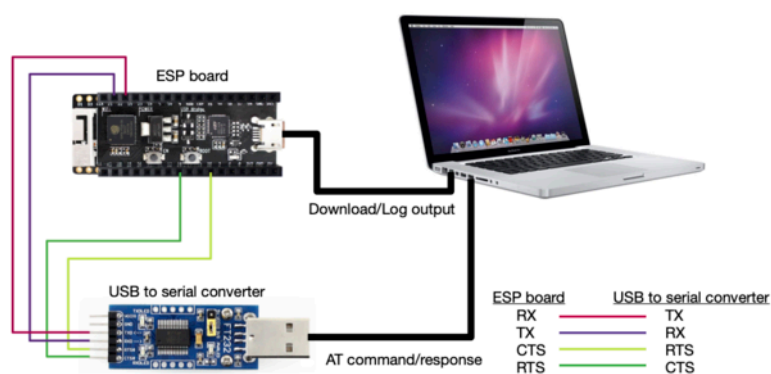 ESP board
Download/Log output
USB to serial converter
FT232
AT command/response
ESP board USB to serial converter
RX TX
TX RX
CTS RTS
RTS CTS